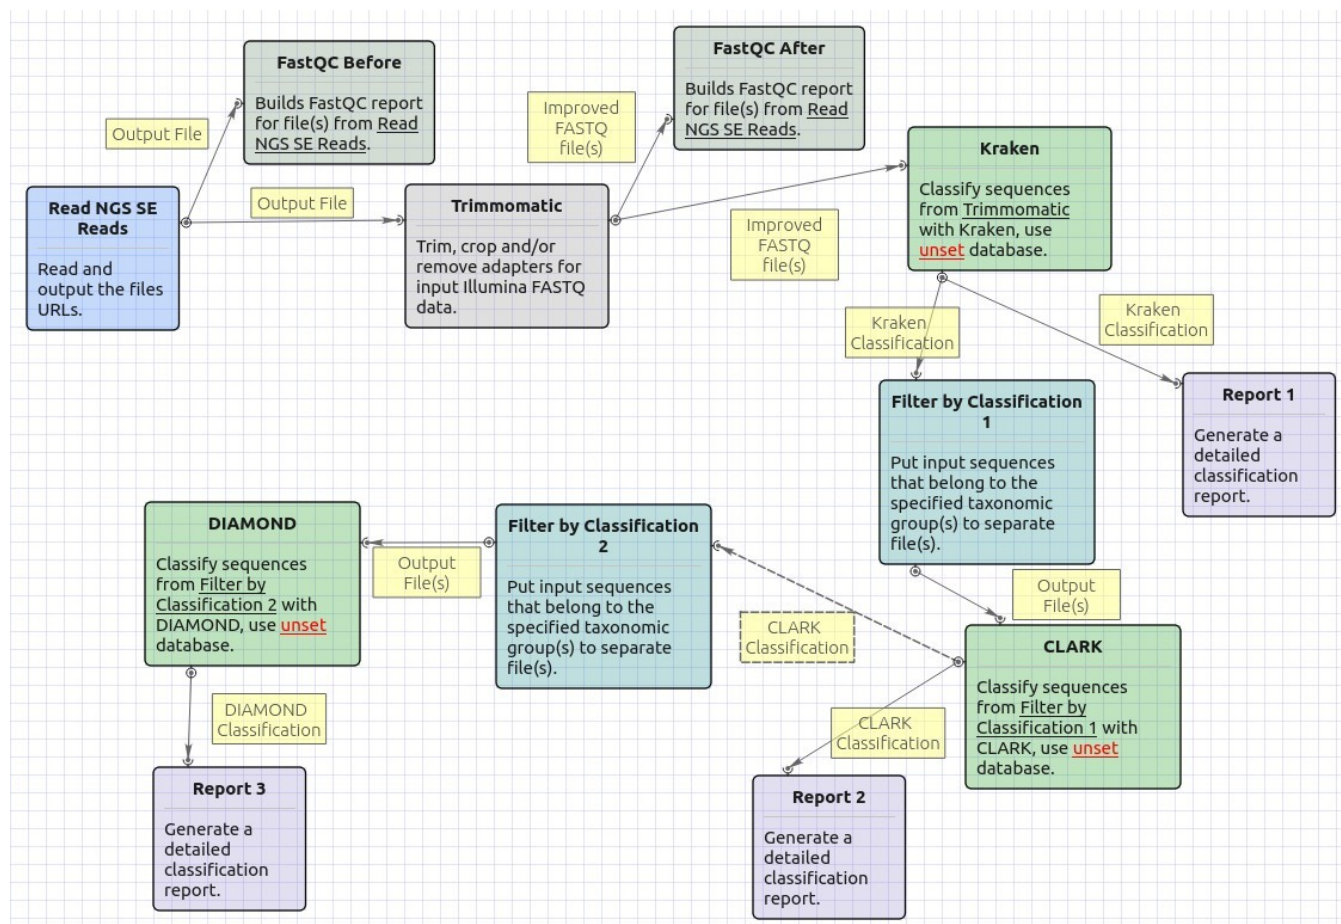 FastQC Before
Builds FastQC report
for file(s) from Read
NGS SE Reads.
FastQC After
Builds FastQC report
for file(s) from Read
NGS SE Reads.
Output File
Improved
FASTQ
file(s)
Kraken
Classify sequences
from Trimmomatic
with Kraken, use
unset database.
Read NGS SE
Reads
Read and
output the files
URLs.
Output File
Trimmomatic
Trim, crop and/or
remove adapters for
input Illumina FASTQ
data.
Improved
FASTQ
file(s)
Kraken
Classification
Kraken
Classification
Filter by Classification
1
Put input sequences
that belong to the
specified taxonomic
group(s) to separate
file(s).
Report 1
Generate a
detailed
classification
report.
DIAMOND
Classify sequences
from Filter by
Classification 2 with
DIAMOND, use unset
database.
Output
File(s)
Filter by Classification
2
Put input sequences
that belong to the
specified taxonomic
group(s) to separate
file(s).
CLARK
Classification
Output
File(s)
CLARK
Classify sequences
from Filter by
Classification 1 with
CLARK, use unset
database.
DIAMOND
Classification
CLARK
Classification
Report 3
Generate a
detailed
classification
report.
Report 2
Generate a
detailed
classification
report.